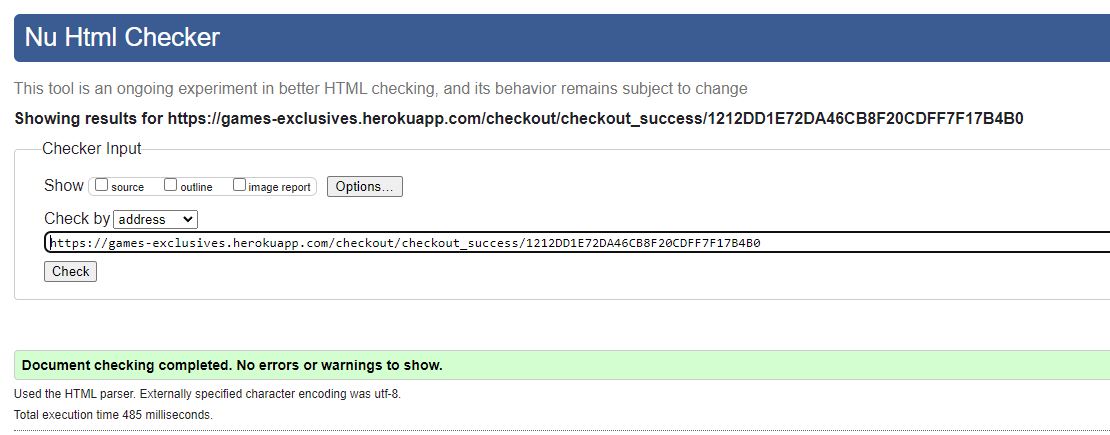 Nu Html Checker
This tool is an ongoing experiment in better HTML checking, and its behavior remains subject to change
Showing results for https://games-exclusives.herokuapp.com/checkout/checkout_success/1212DD1E72DA46CB8F20CDFF7F17B4B0
Checker Input
Show source outline image report Options...
Check by address
https://games-exclusives.herokuapp.com/checkout/checkout_success/1212DD1E72DA46CB8F20CDFF7F17B4B0
Check
Document checking completed. No errors or warnings to show.
Used the HTML parser. Externally specified character encoding was utf-8.
Total execution time 485 milliseconds.